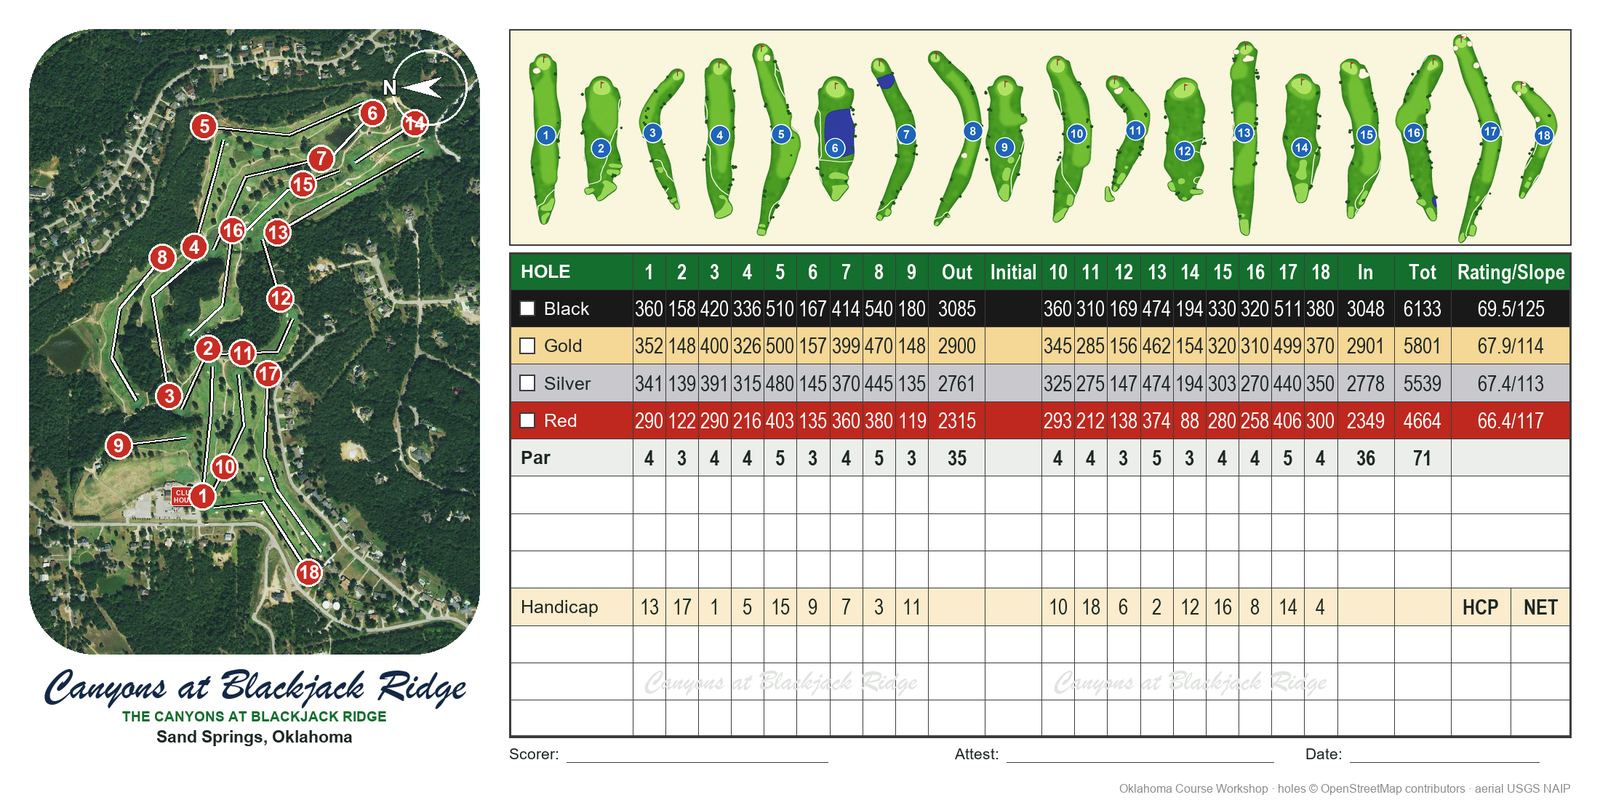 N
5
6
14
7
15
16
13
4
8
12
2
11
17
3
9
10
CLU
HOU
1
18
Canyons at Blackjack Ridge
THE CANYONS AT BLACKJACK RIDGE
Sand Springs, Oklahoma
1 2 3 4 5 6 7 8 9 10 11 12 13 14 15 16 17 18
HOLE 1 2 3 4 5 6 7 8 9 Out Initial 10 11 12 13 14 15 16 17 18 In Tot Rating/Slope
Black 360 158 420 336 510 167 414 540 180 3085 360 310 169 474 194 330 320 511 380 3048 6133 69.5/125
Gold 352 148 400 326 500 157 399 470 148 2900 345 285 156 462 154 320 310 499 370 2901 5801 67.9/114
Silver 341 139 391 315 480 145 370 445 135 2761 325 275 147 474 194 303 270 440 350 2778 5539 67.4/113
Red 290 122 290 216 403 135 360 380 119 2315 293 212 138 374 88 280 258 406 300 2349 4664 66.4/117
Par 4 3 4 4 5 3 4 5 3 35 4 4 3 5 3 4 4 5 4 36 71
Handicap 13 17 1 5 15 9 7 3 11 10 18 6 2 12 16 8 14 4 HCP NET
Canyons at Blackjack Ridge Canyons at Blackjack Ridge
Scorer: Attest: Date:
Oklahoma Course Workshop · holes © OpenStreetMap contributors · aerial USGS NAIP